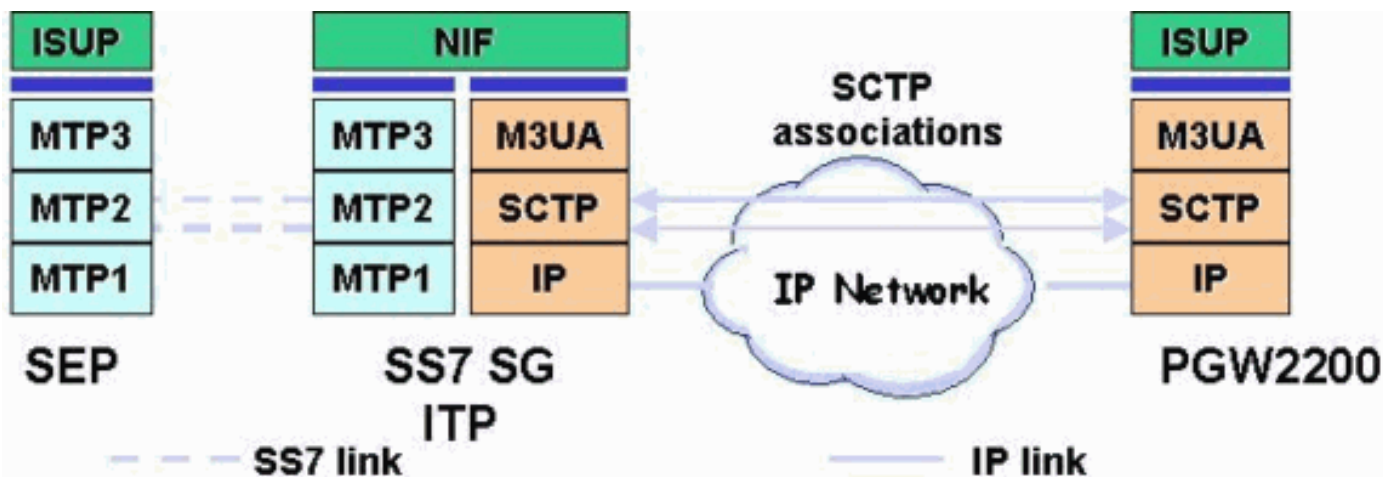 ISUP
NIF
ISUP
SCTP
associations
MTP3
MTP3
M3UA
M3UA
MTP2
MTP2
SCTP
SCTP
MTP1
MTP1
IP
IP Network
IP
SEP
SS7 SG
ITP
PGW2200
SS7 link
IP link